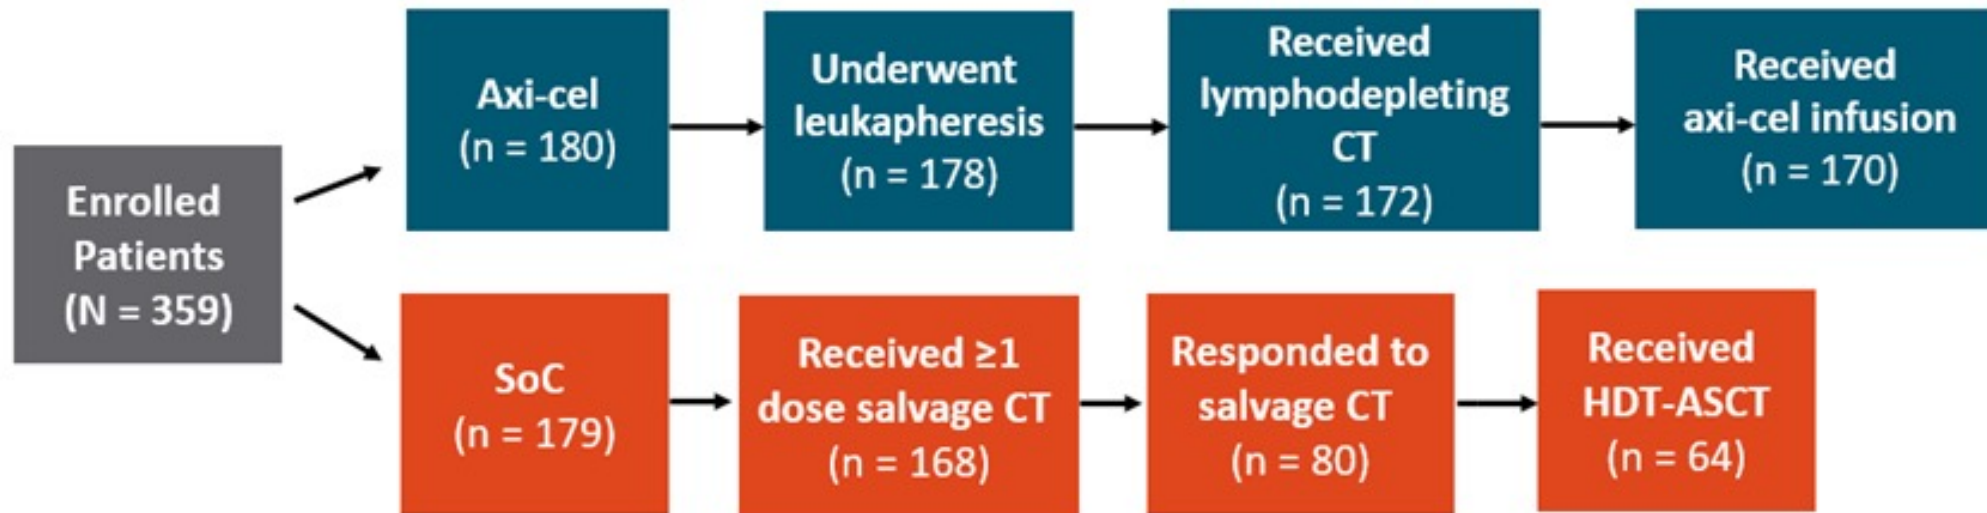 Enrolled
Patients
(N = 359)
Axi-cel
(n = 180)
Underwent
leukapheresis
(n = 178)
Received
lymphodepleting
CT
(n = 172)
Received
axi-cel infusion
(n = 170)
SoC
(n = 179)
Received ≥1
dose salvage CT
(n = 168)
Responded to
salvage CT
(n = 80)
Received
HDT-ASCT
(n = 64)